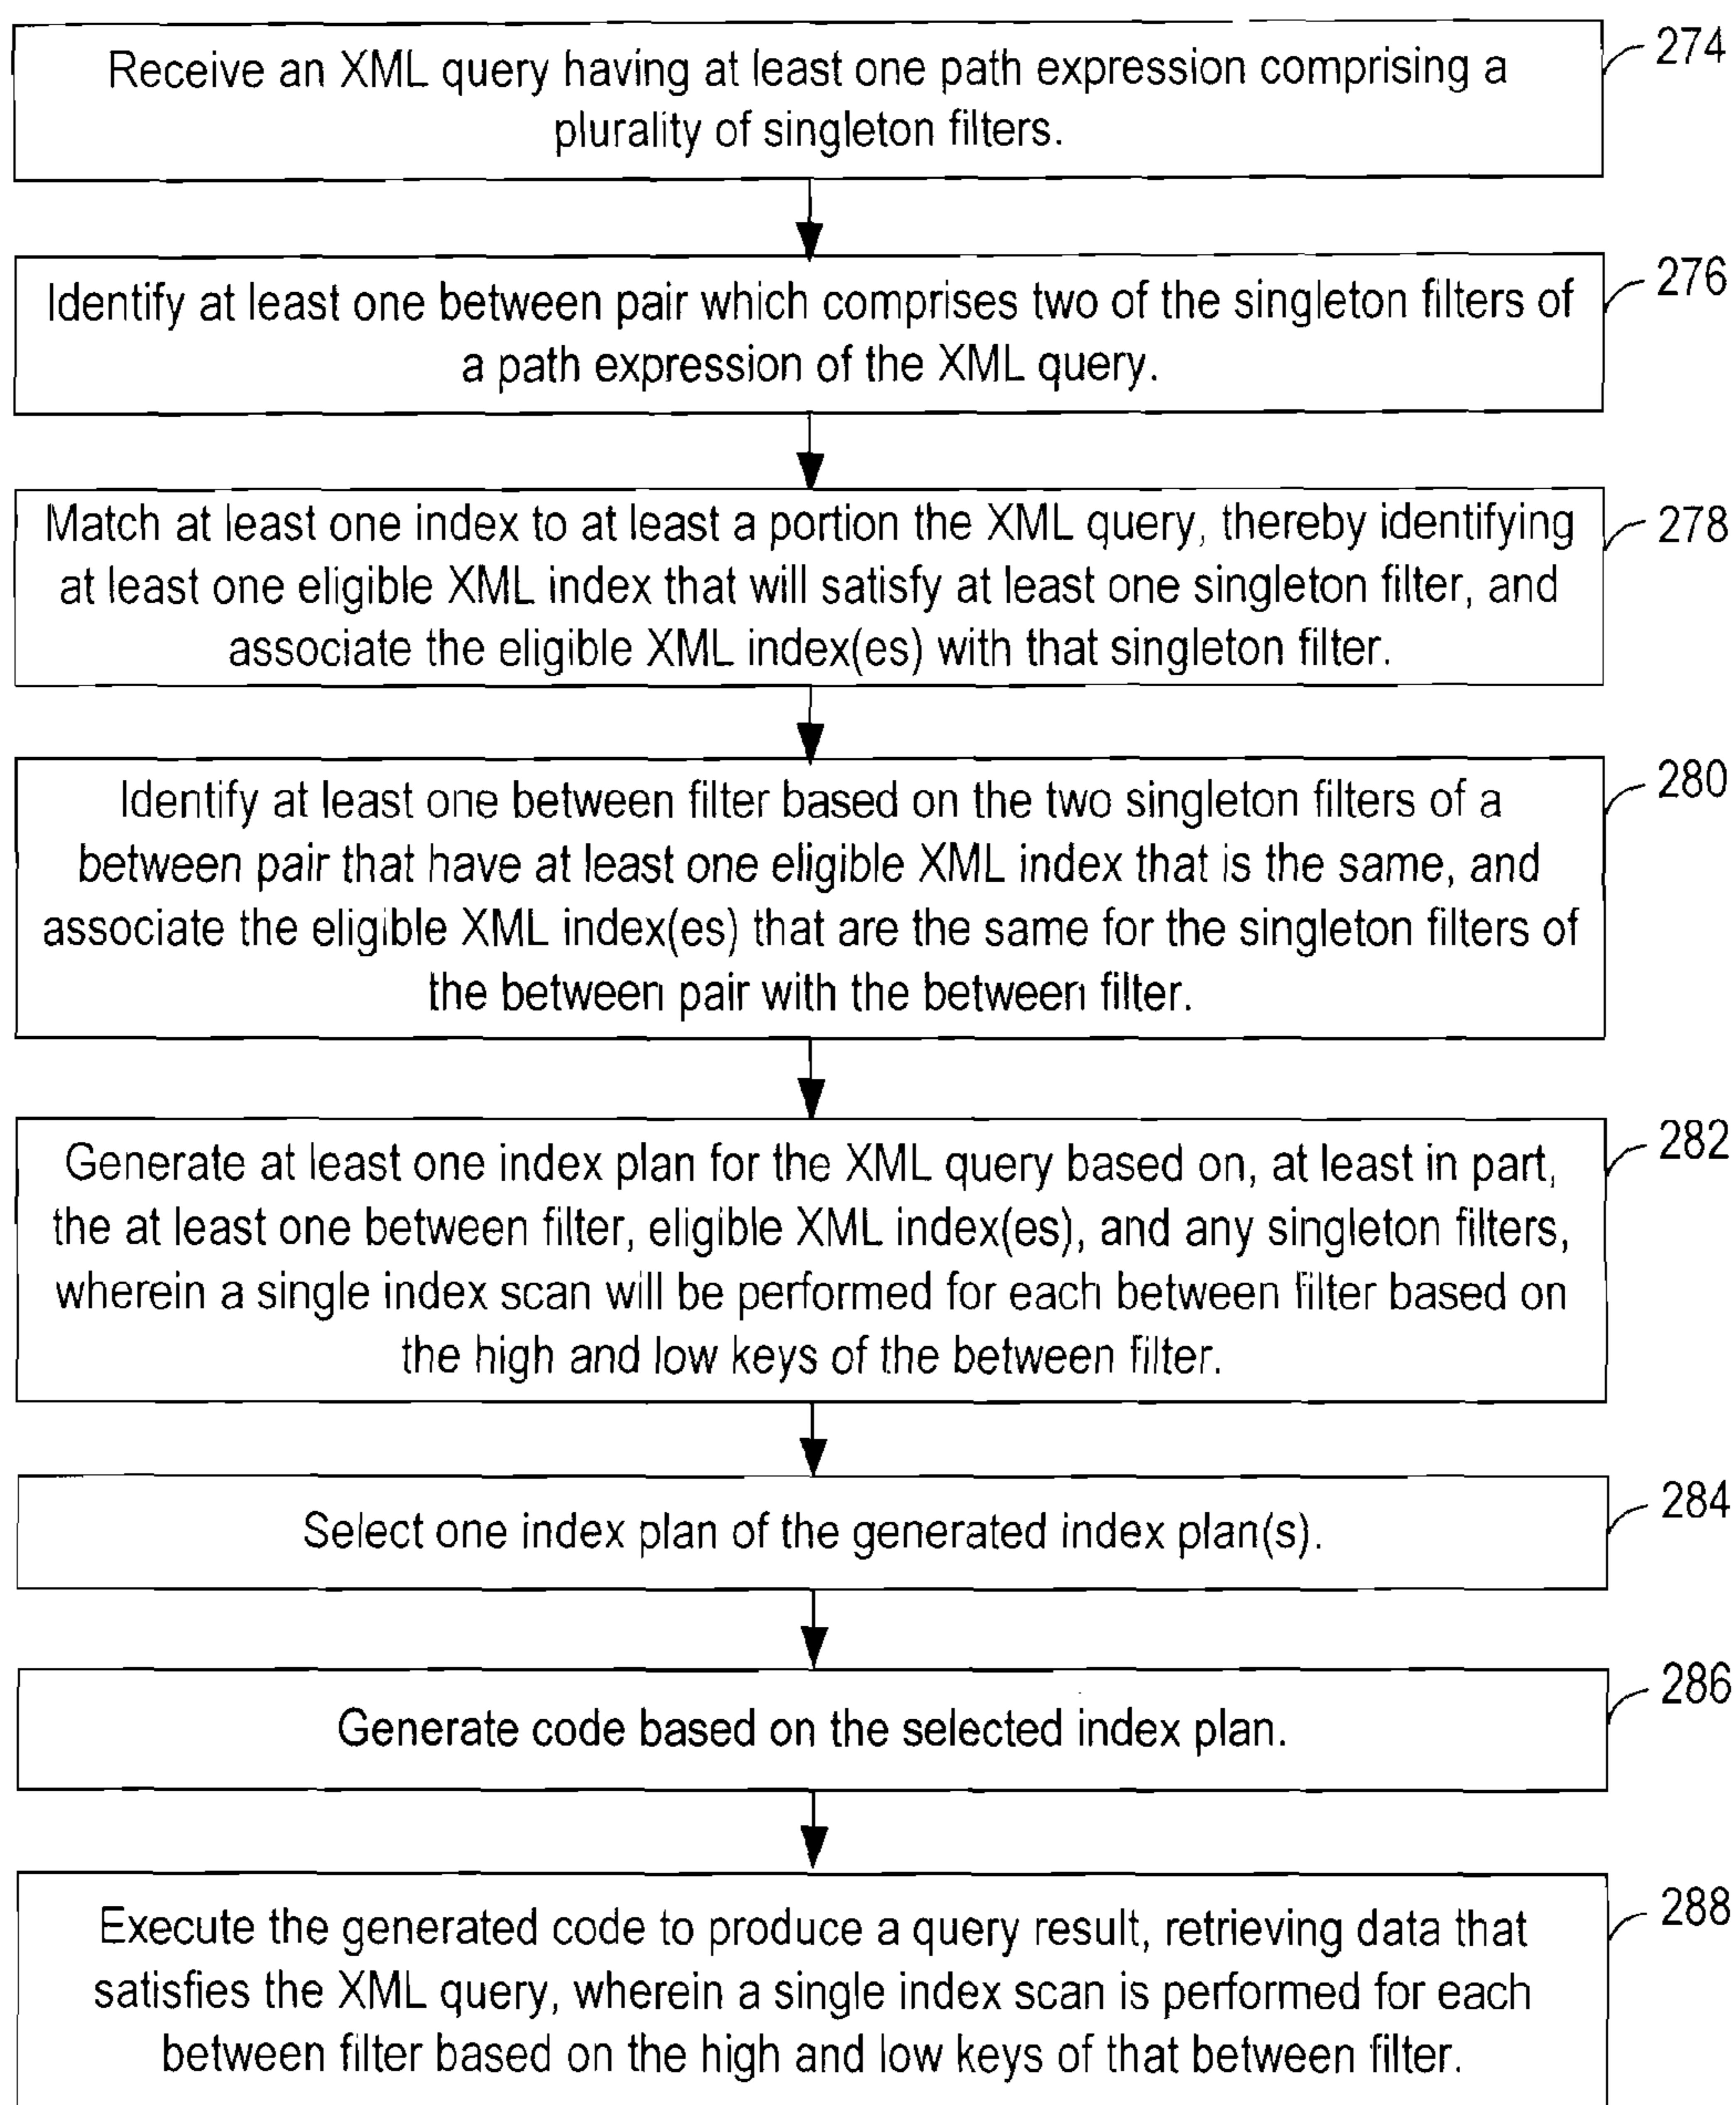 Receive an XML query having at least one path expression comprising a
plurality of singleton filters.
274
Identify at least one between pair which comprises two of the singleton filters of
a path expression of the XML query.
276
Match at least one index to at least a portion the XML query, thereby identifying
at least one eligible XML index that will satisfy at least one singleton filter, and
associate the eligible XML index(es) with that singleton filter.
278
Identify at least one between filter based on the two singleton filters of a
between pair that have at least one eligible XML index that is the same, and
associate the eligible XML index(es) that are the same for the singleton filters of
the between pair with the between filter.
280
Generate at least one index plan for the XML query based on, at least in part,
the at least one between filter, eligible XML index(es), and any singleton filters,
wherein a single index scan will be performed for each between filter based on
the high and low keys of the between filter.
282
Select one index plan of the generated index plan(s).
284
Generate code based on the selected index plan.
286
Execute the generated code to produce a query result, retrieving data that
satisfies the XML query, wherein a single index scan is performed for each
between filter based on the high and low keys of that between filter.
288